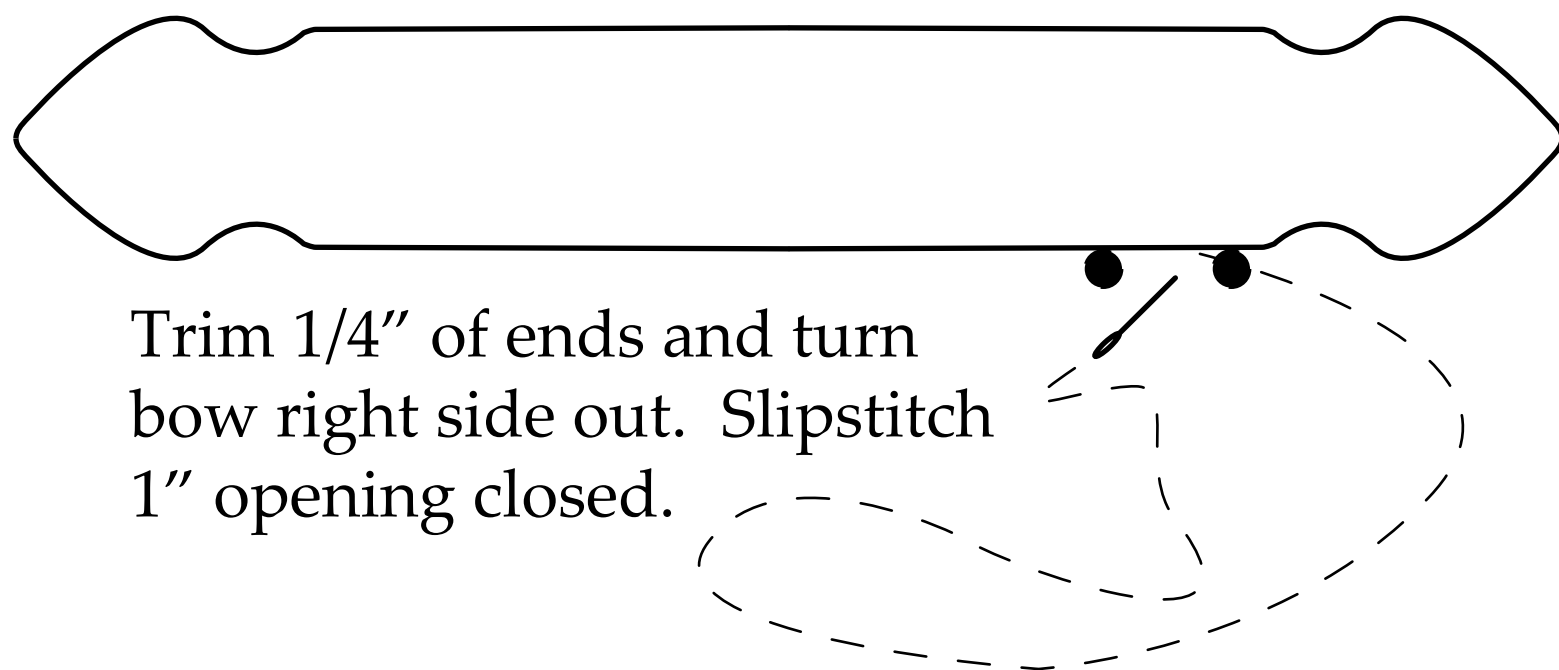 Trim 1/4” of ends and turn
bow right side out.  Slipstitch
1” opening closed.